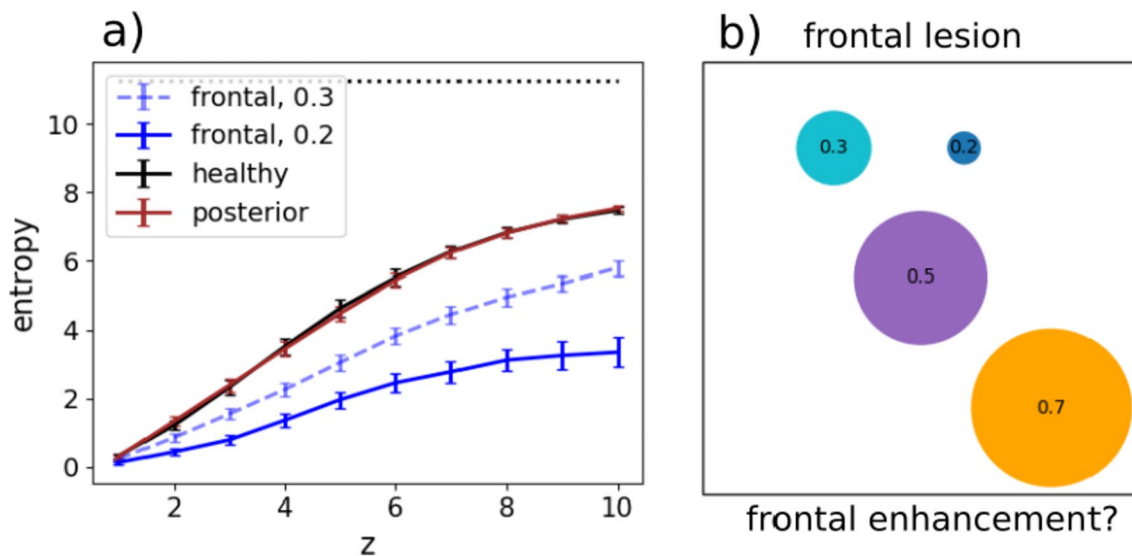 a)
frontal, 0.3
frontal, 0.2
healthy
posterior
entropy
10
8
6
4
2
0
2
4
6
8
10
z
b)
frontal lesion
0.3
0.2
0.5
0.7
frontal enhancement?